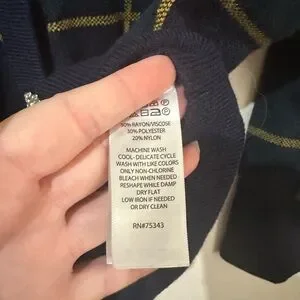 50% RAYON/VISCOSE
30% POLYESTER
20% NYLON
MACHINE WASH
COOL- DELICATE CYCLE
WASH WITH LIKE COLORS
ONLY NON-CHLORINE
BLEACH WHEN NEEDED
RESHAPE WHILE DAMP
DRY FLAT
LOW IRON IF NEEDED
OR DRY CLEAN
RN#75343